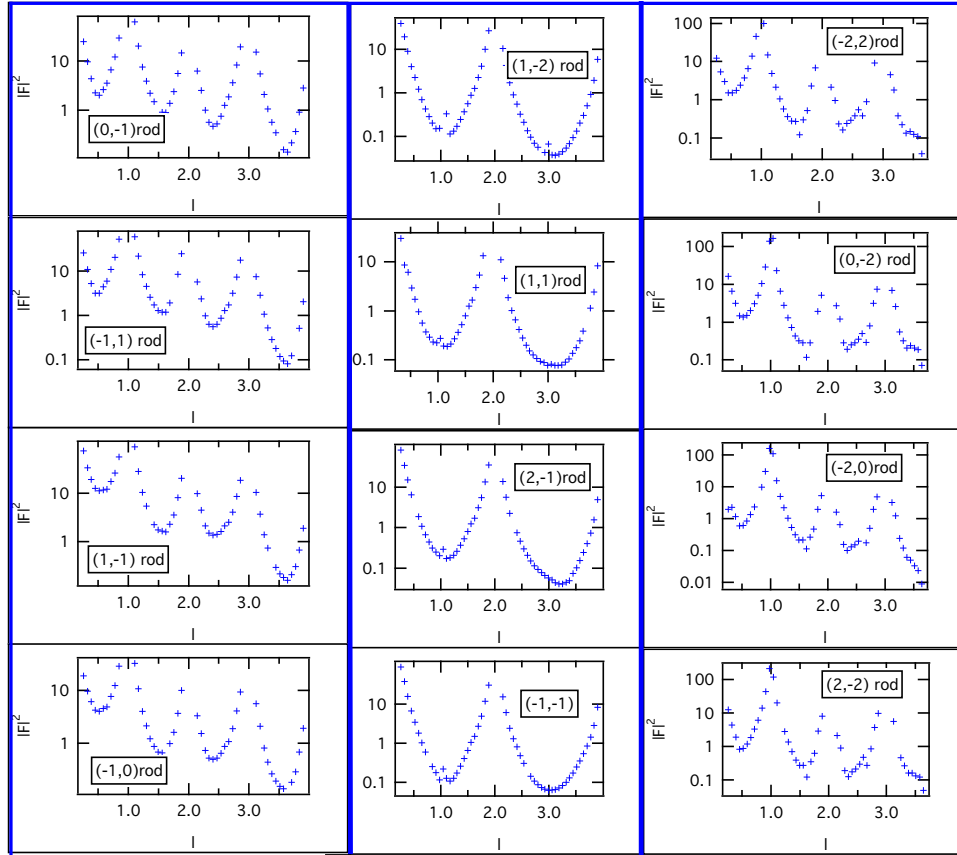 |F|²
10
1
(0,-1)rod
1.0 2.0 3.0
l
10
1
0.1
(1,-2) rod
1.0 2.0 3.0
l
|F|²
100
10
1
0.1
(-2,2)rod
1.0 2.0 3.0
l
|F|²
10
1
0.1
(-1,1) rod
1.0 2.0 3.0
l
10
1
0.1
(1,1)rod
1.0 2.0 3.0
l
|F|²
100
10
1
0.1
(0,-2) rod
1.0 2.0 3.0
l
|F|²
10
1
(1,-1) rod
1.0 2.0 3.0
l
10
1
0.1
(2,-1)rod
1.0 2.0 3.0
l
|F|²
100
10
1
0.1
0.01
(-2,0)rod
1.0 2.0 3.0
l
|F|²
10
1
(-1,0)rod
1.0 2.0 3.0
l
10
1
0.1
(-1,-1)
1.0 2.0 3.0
l
|F|²
100
10
1
0.1
(2,-2) rod
1.0 2.0 3.0
l